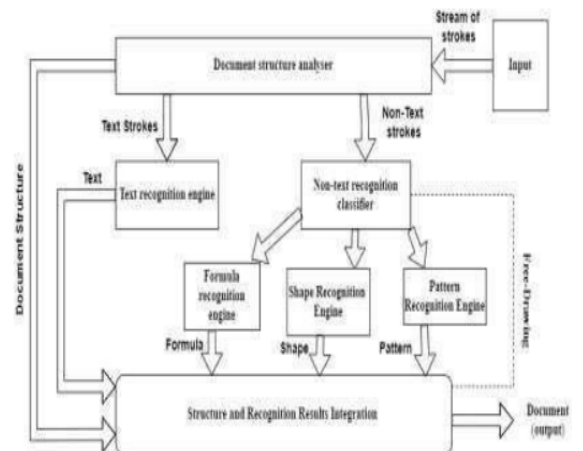 Stream of
strokes
Document structure analyser
Input
Text Strokes
Non-Text
strokes
Text
Text recognition engine
Non-text recognition
classifier
Document Structure
Free-Drawing
Formula
recognition
engine
Shape Recognition
Engine
Pattern
Recognition Engine
Formula
Shape
Pattern
Structure and Recognition Results Integration
Document
(output)